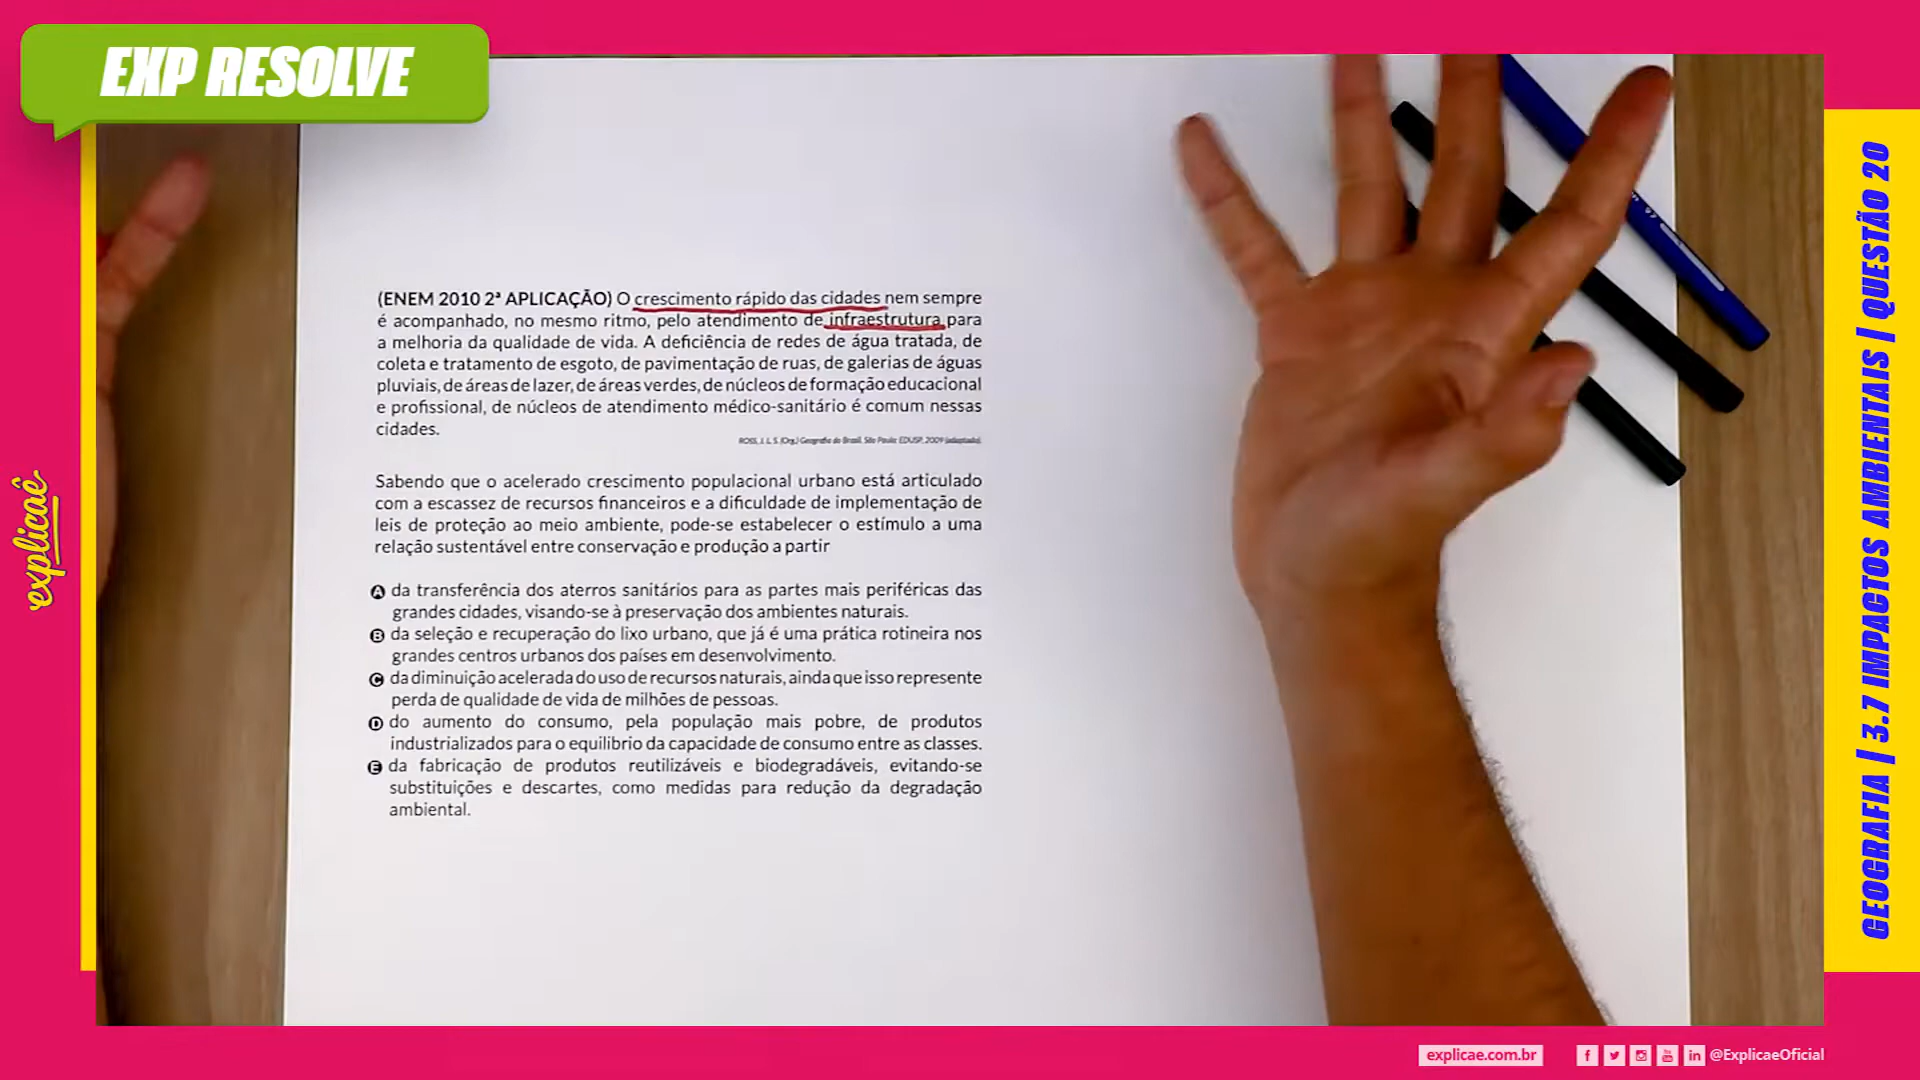 EXP RESOLVE
(ENEM 2010 2ª APLICAÇÃO) O crescimento rápido das cidades nem sempre
é acompanhado, no mesmo ritmo, pelo atendimento de infraestrutura para
a melhoria da qualidade de vida. A deficiência de redes de água tratada, de
coleta e tratamento de esgoto, de pavimentação de ruas, de galerias de águas
pluviais, de áreas de lazer, de áreas verdes, de núcleos de formação educacional
e profissional, de núcleos de atendimento médico-sanitário é comum nessas
cidades.
ROSS, J. L. S. (Org.) Geografia do Brasil. São Paulo: EDUSP, 2009 (adaptado).
Sabendo que o acelerado crescimento populacional urbano está articulado
com a escassez de recursos financeiros e a dificuldade de implementação de
leis de proteção ao meio ambiente, pode-se estabelecer o estímulo a uma
relação sustentável entre conservação e produção a partir
A da transferência dos aterros sanitários para as partes mais periféricas das
grandes cidades, visando-se à preservação dos ambientes naturais.
B da seleção e recuperação do lixo urbano, que já é uma prática rotineira nos
grandes centros urbanos dos países em desenvolvimento.
C da diminuição acelerada do uso de recursos naturais, ainda que isso represente
perda de qualidade de vida de milhões de pessoas.
D do aumento do consumo, pela população mais pobre, de produtos
industrializados para o equilibrio da capacidade de consumo entre as classes.
E da fabricação de produtos reutilizáveis e biodegradáveis, evitando-se
substituições e descartes, como medidas para redução da degradação
ambiental.
explicaê
GEOGRAFIA | 3.7 IMPACTOS AMBIENTAIS | QUESTÃO 20
explicae.com.br
@ExplicaeOficial